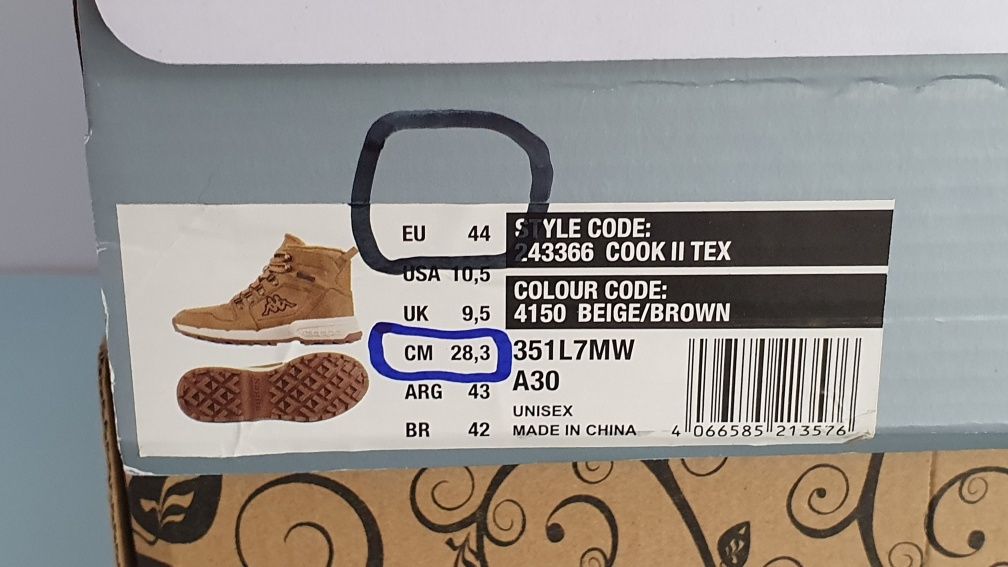 EU 44
USA 10,5
UK 9,5
CM 28,3
ARG 43
BR 42
STYLE CODE:
243366 COOK II TEX
COLOUR CODE:
4150 BEIGE/BROWN
351L7MW
A30
UNISEX
MADE IN CHINA
4 066585 213576